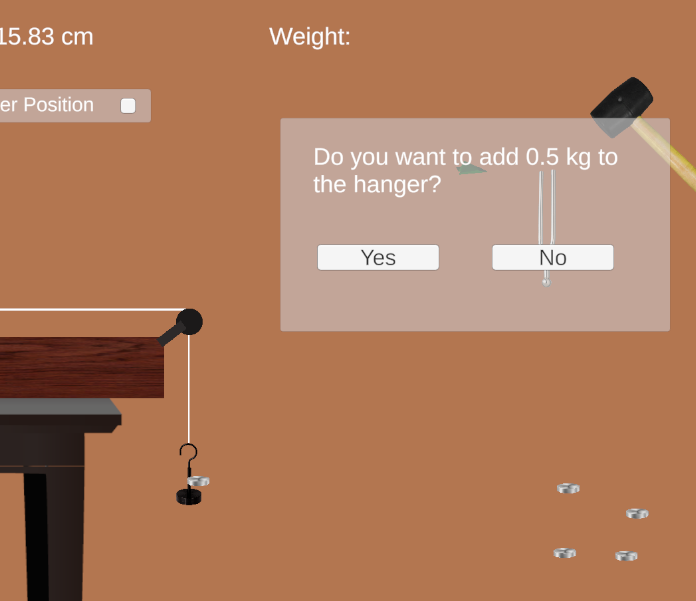 15.83 cm
Weight:
er Position
Do you want to add 0.5 kg to
the hanger?
Yes
No